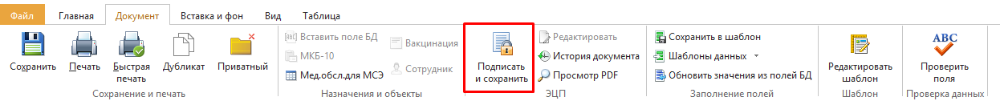 Файл Главная Документ Вставка и фон Вид Таблица
Сохранить
Печать
Быстрая
печать
Дубликат
Приватный
Сохранение и печать
Вставить поле БД
МКБ-10
Мед.обсл.для МСЭ
Вакцинация
Сотрудник
Назначения и объекты
Подписать
и сохранить
Редактировать
История документа
Просмотр PDF
ЭЦП
Сохранить в шаблон
Шаблоны данных
Обновить значения из полей БД
Заполнение полей
Редактировать
шаблон
Шаблон
ABC
Проверить
поля
Проверка данных